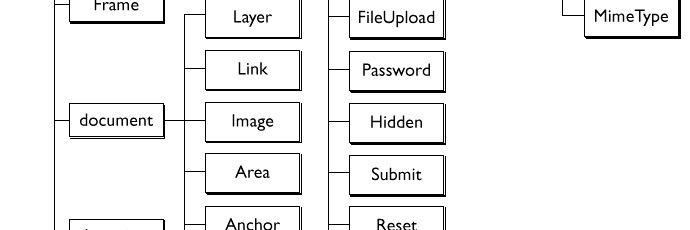 Frame
Layer
FileUpload
MimeType
Link
Password
document
Image
Hidden
Area
Submit
Anchor
Reset